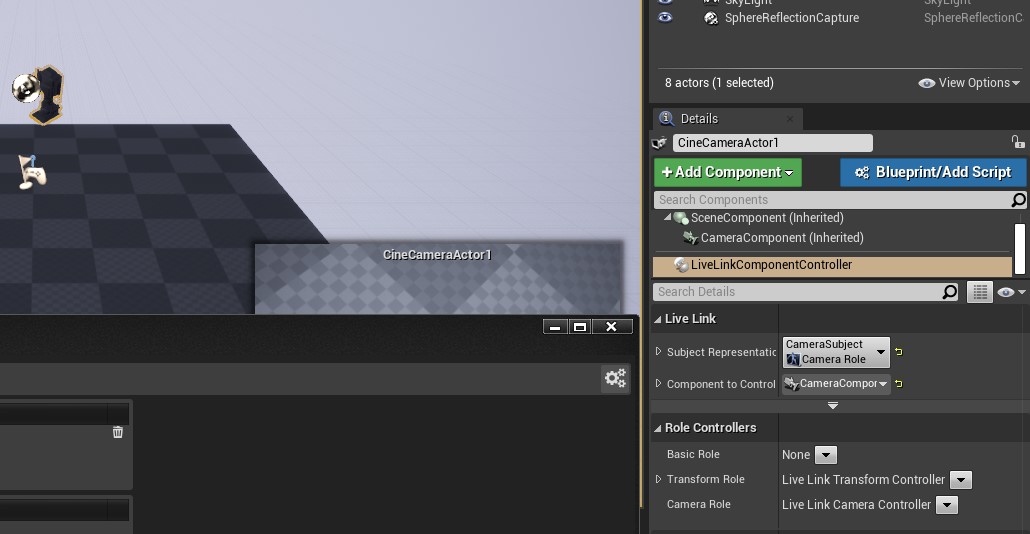 SkyLight SkyLight
SphereReflectionCapture SphereReflectionC
8 actors (1 selected) View Options
Details
CineCameraActor1
+Add Component Blueprint/Add Script
Search Components
SceneComponent (Inherited)
CameraComponent (Inherited)
LiveLinkComponentController
Search Details
Live Link
Subject Representatic CameraSubject
Camera Role
Component to Control CameraCompor
Role Controllers
Basic Role None
Transform Role Live Link Transform Controller
Camera Role Live Link Camera Controller
CineCameraActor1